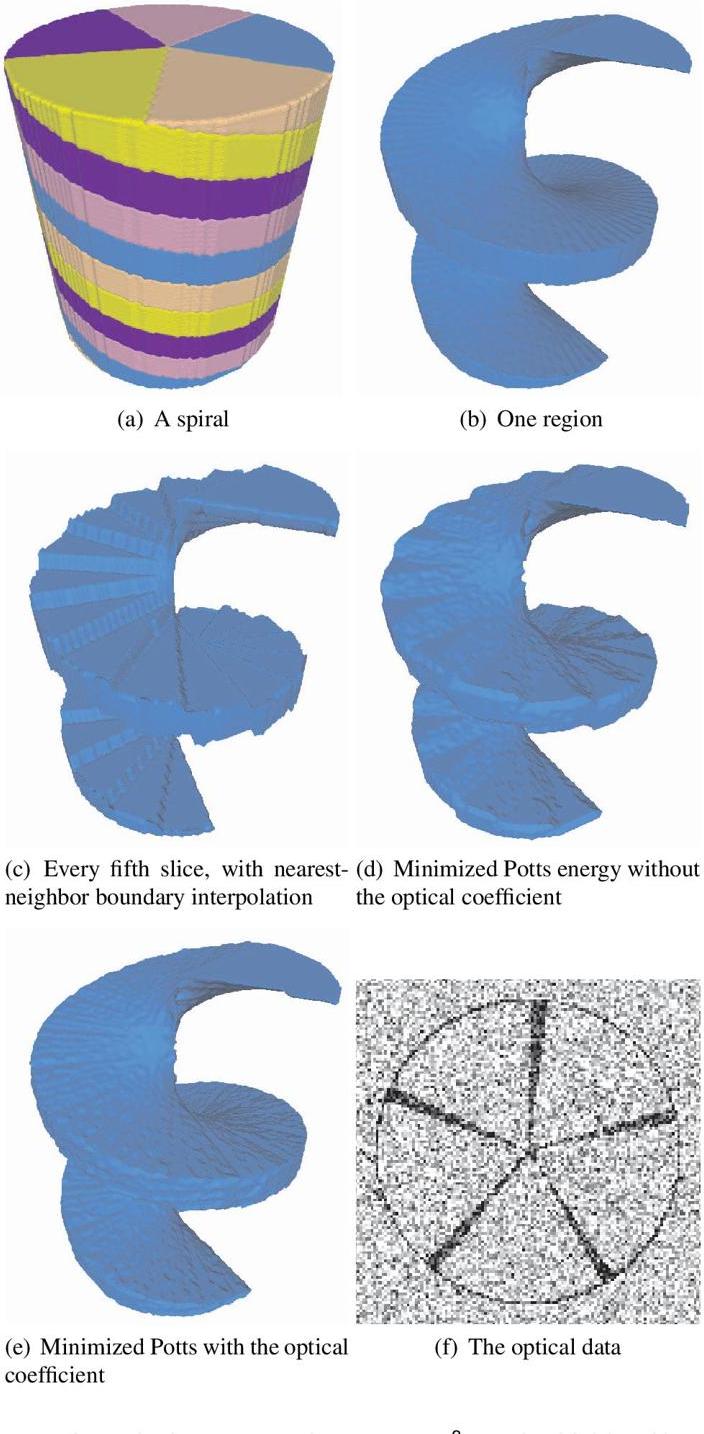 (a) A spiral
(b) One region
(c) Every fifth slice, with nearest-
neighbor boundary interpolation
(d) Minimized Potts energy without
the optical coefficient
(e) Minimized Potts with the optical
coefficient
(f) The optical data